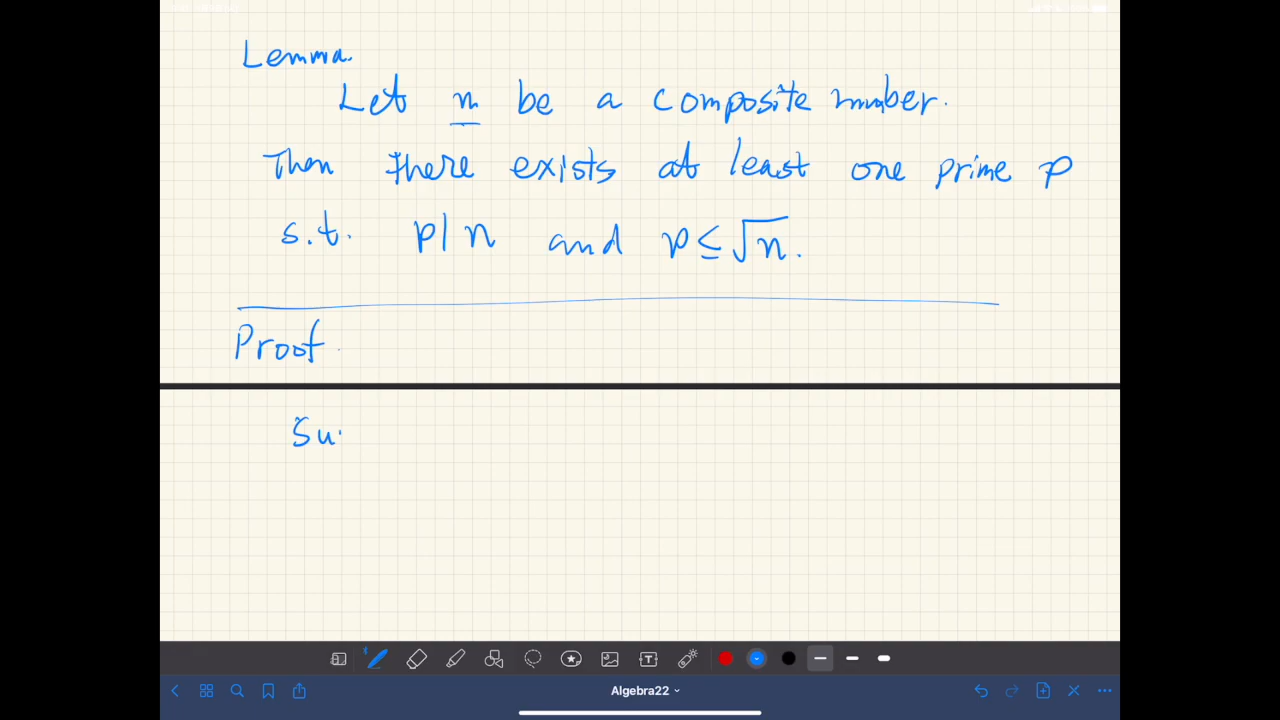 Lemma.
Let n be a composite number.
Then there exists at least one prime p
s.t. p|n and p≤√n.
Proof.
Su
Algebra22